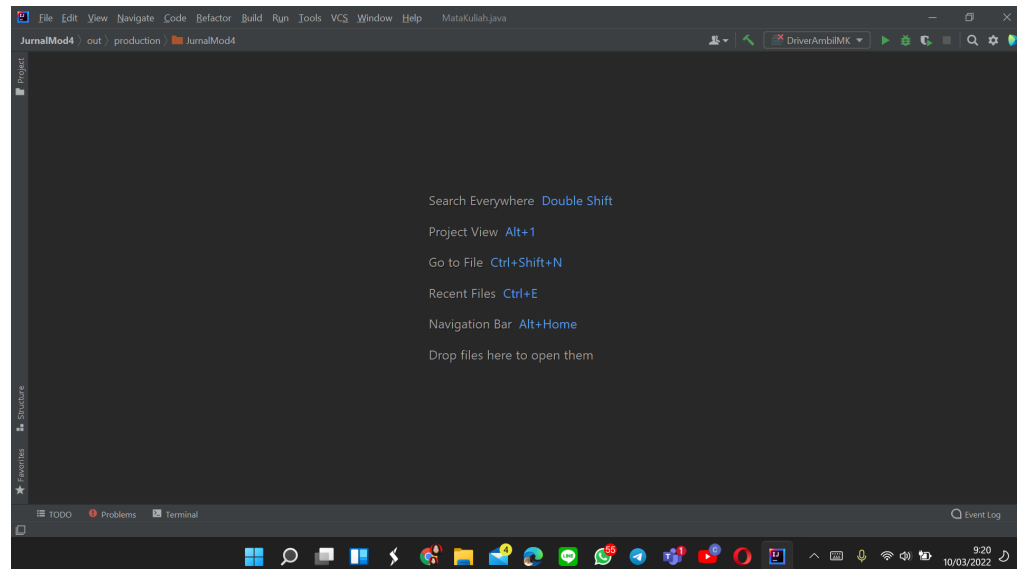 File Edit View Navigate Code Refactor Build Run Tools VCS Window Help MataKuliah.java
JurnalMod4 out production JurnalMod4 DriverAmbilMK
Project
Search Everywhere Double Shift
Project View Alt+1
Go to File Ctrl+Shift+N
Recent Files Ctrl+E
Navigation Bar Alt+Home
Drop files here to open them
Structure
Favorites
TODO Problems Terminal Event Log
4 55 1 9:20
10/03/2022